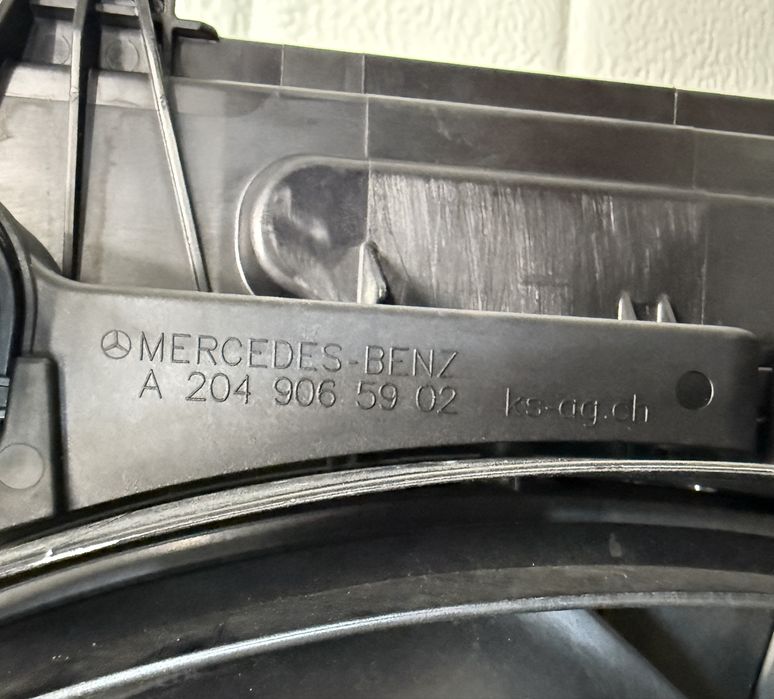 MERCEDES-BENZ
A 204 906 59 02 ks-ag.ch